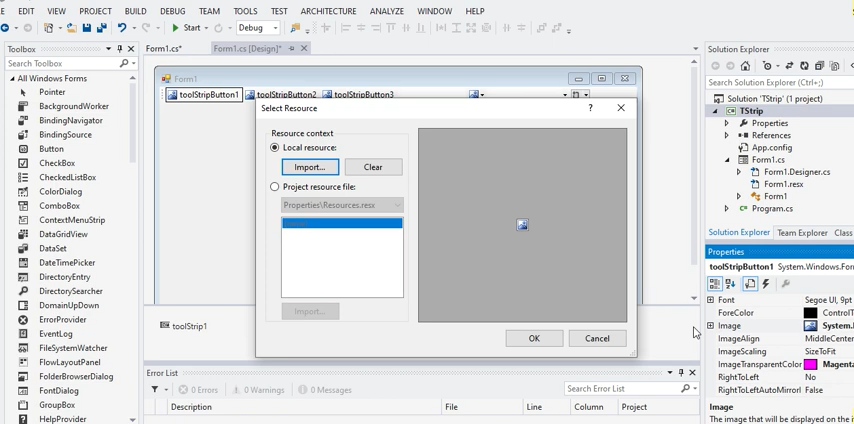 E EDIT VIEW PROJECT BUILD DEBUG TEAM TOOLS TEST ARCHITECTURE ANALYZE WINDOW HELP
Start Debug
Toolbox
Search Toolbox
All Windows Forms
Pointer
BackgroundWorker
BindingNavigator
BindingSource
Button
CheckBox
CheckedListBox
ColorDialog
ComboBox
ContextMenuStrip
DataGridView
DataSet
DateTimePicker
DirectoryEntry
DirectorySearcher
DomainUpDown
ErrorProvider
EventLog
FileSystemWatcher
FlowLayoutPanel
FolderBrowserDialog
FontDialog
GroupBox
HelpProvider
Form1.cs* Form1.cs [Design]*
Form1
toolStripButton1 toolStripButton2 toolStripButton3
Select Resource ?
Resource context
Local resource:
Import... Clear
Project resource file:
Properties\Resources.resx
Import...
OK Cancel
toolStrip1
Error List
0 Errors 0 Warnings 0 Messages Search Error List
Description File Line Column Project
Solution Explorer
Search Solution Explorer (Ctrl+;)
Solution 'TStrip' (1 project)
TStrip
Properties
References
App.config
Form1.cs
Form1.Designer.cs
Form1.resx
Form1
Program.cs
Solution Explorer Team Explorer Class
Properties
toolStripButton1 System.Windows.For
Font Segoe UI, 9pt
ForeColor ControlT
Image System.
ImageAlign MiddleCenter
ImageScaling SizeToFit
ImageTransparentColor Magenta
RightToLeft No
RightToLeftAutoMirrorI False
Image
The image that will be displayed on the i